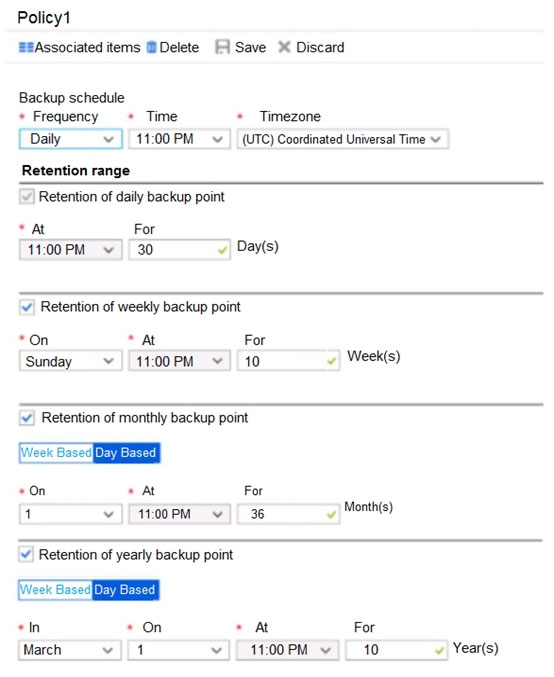 Policy1
Associated items Delete Save Discard
Backup schedule
* Frequency * Time * Timezone
Daily 11:00 PM (UTC) Coordinated Universal Time
Retention range
Retention of daily backup point
* At For
11:00 PM 30 Day(s)
Retention of weekly backup point
* On * At For
Sunday 11:00 PM 10 Week(s)
Retention of monthly backup point
Week Based Day Based
* On * At For
1 11:00 PM 36 Month(s)
Retention of yearly backup point
Week Based Day Based
* In * On * At For
March 1 11:00 PM 10 Year(s)